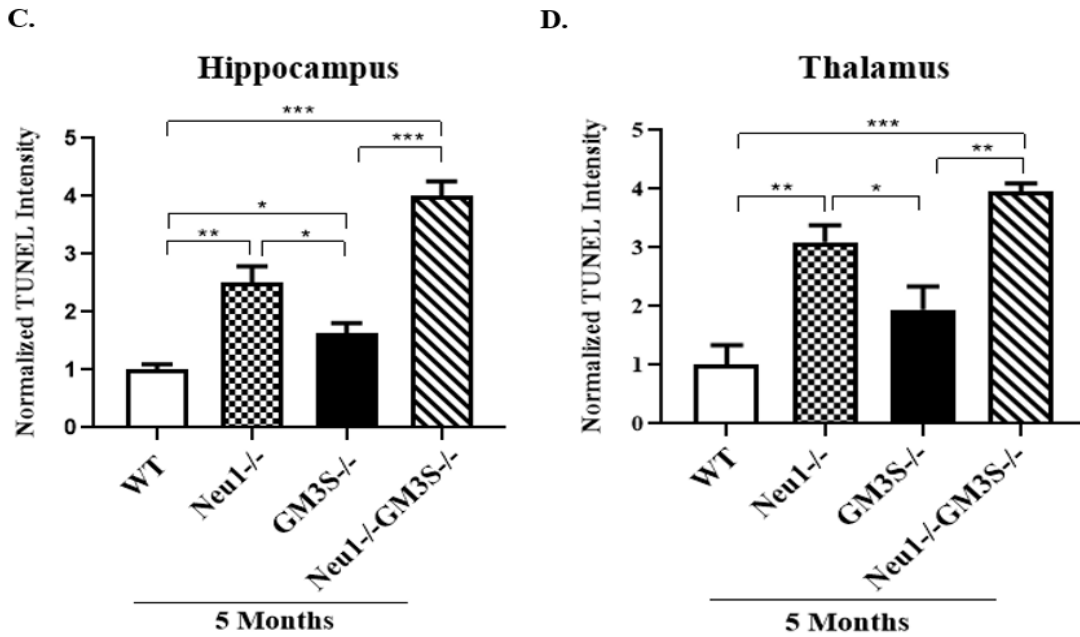 C.
Hippocampus
Normalized TUNEL Intensity
5
4
3
2
1
0
***
***
*
**
*
WT
Neu1-/-
GM3S-/-
Neu1-/-GM3S-/-
5 Months
D.
Thalamus
Normalized TUNEL Intensity
5
4
3
2
1
0
***
**
**
*
WT
Neu1-/-
GM3S-/-
Neu1-/-GM3S-/-
5 Months